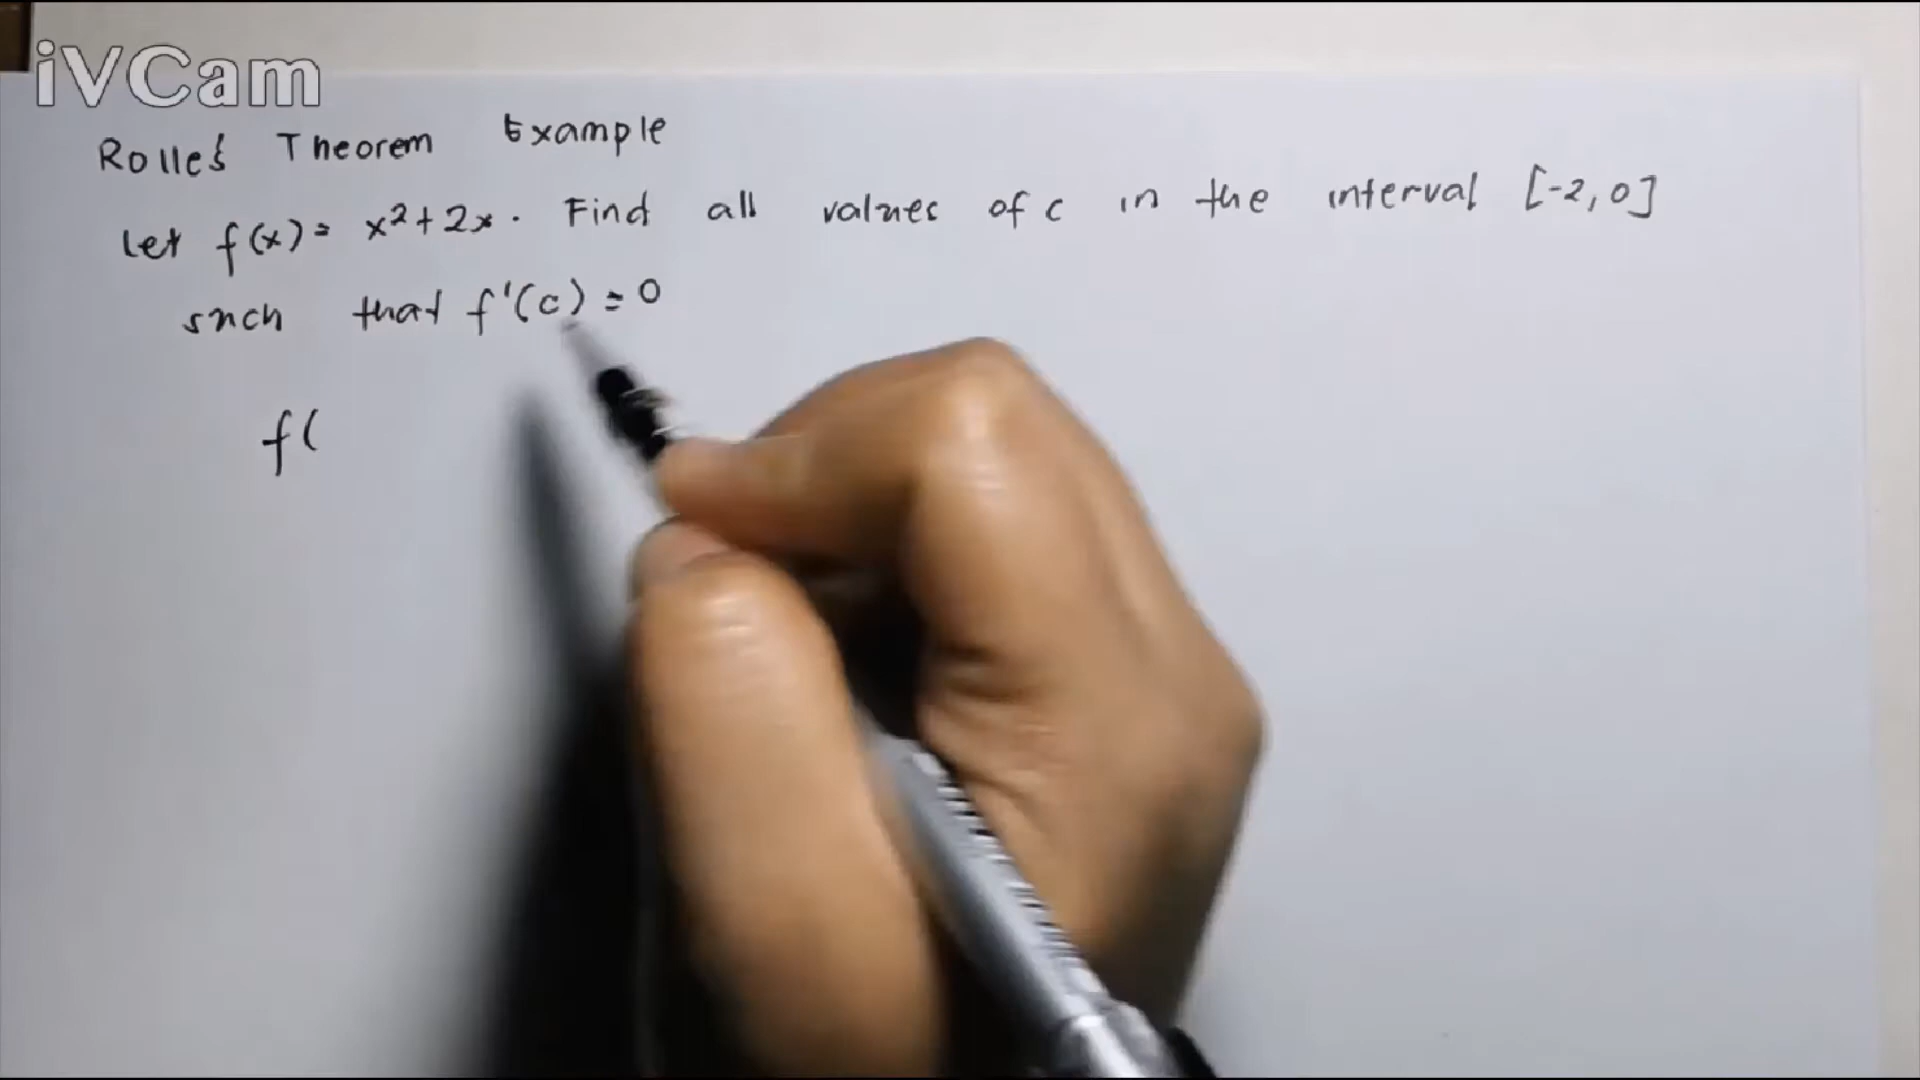 iVCam
Rolle's Theorem Example
let f(x) = x²+2x. Find all values of c in the interval [-2,0]
such that f'(c) = 0
f(